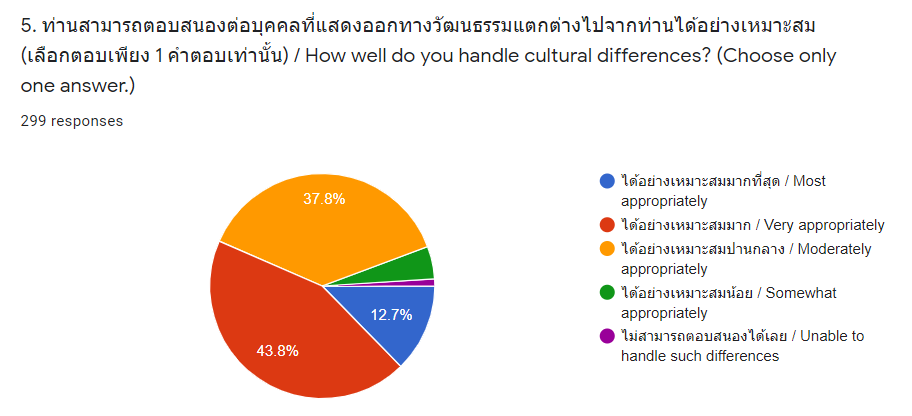 5. ท่านสามารถตอบสนองต่อบุคคลที่แสดงออกทางวัฒนธรรมแตกต่างไปจากท่านได้อย่างเหมาะสม
(เลือกตอบเพียง 1 คำตอบเท่านั้น) / How well do you handle cultural differences? (Choose only
one answer.)
299 responses
37.8%
12.7%
43.8%
ได้อย่างเหมาะสมมากที่สุด / Most
appropriately
ได้อย่างเหมาะสมมาก / Very appropriately
ได้อย่างเหมาะสมปานกลาง / Moderately
appropriately
ได้อย่างเหมาะสมน้อย / Somewhat
appropriately
ไม่สามารถตอบสนองได้เลย / Unable to
handle such differences